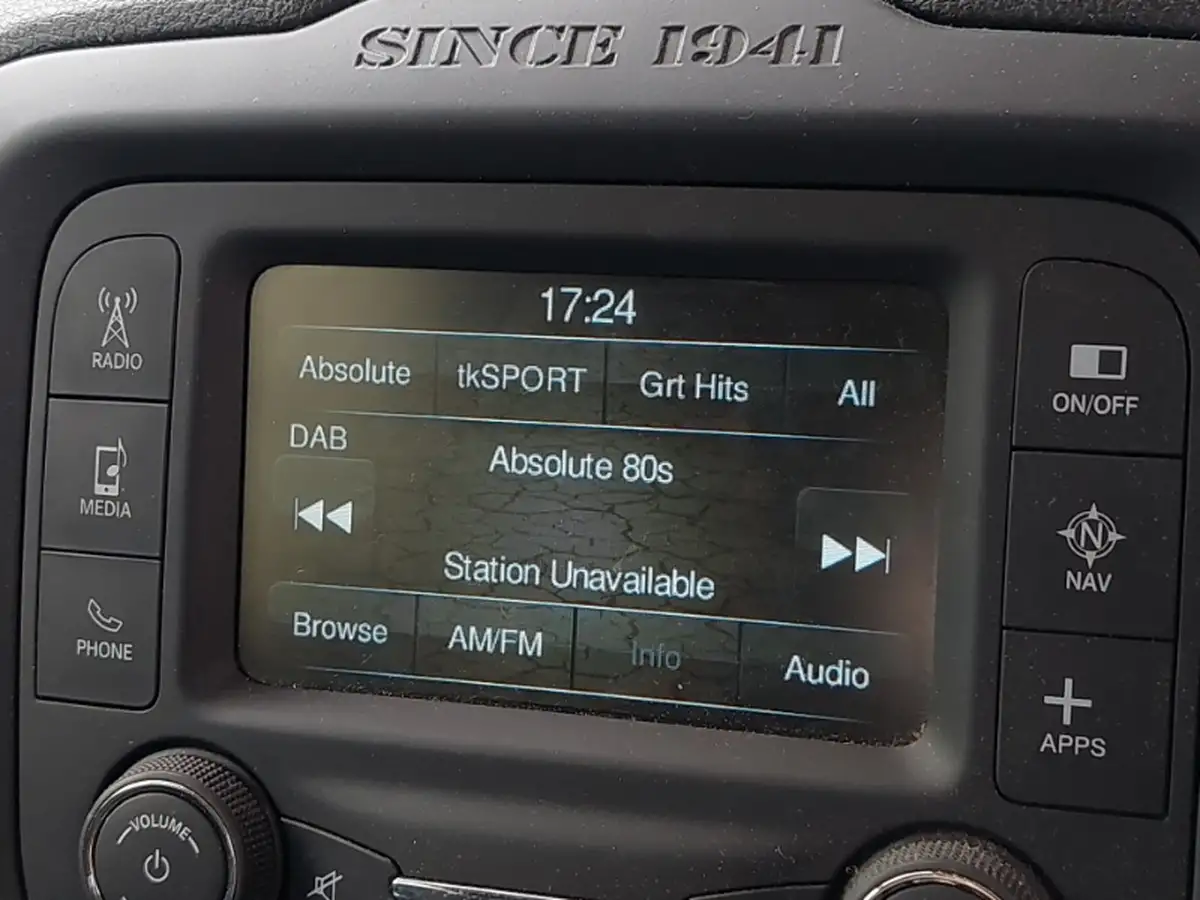 SINCE 1941
17:24
Absolute tkSPORT Grt Hits All
DAB
Absolute 80s
Station Unavailable
Browse AM/FM Info Audio
RADIO
MEDIA
PHONE
ON/OFF
N
NAV
APPS
VOLUME